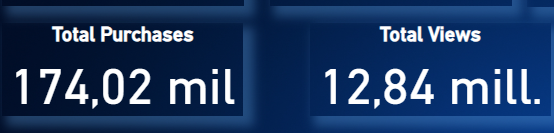 Total Purchases
174,02 mil
Total Views
12,84 mill.